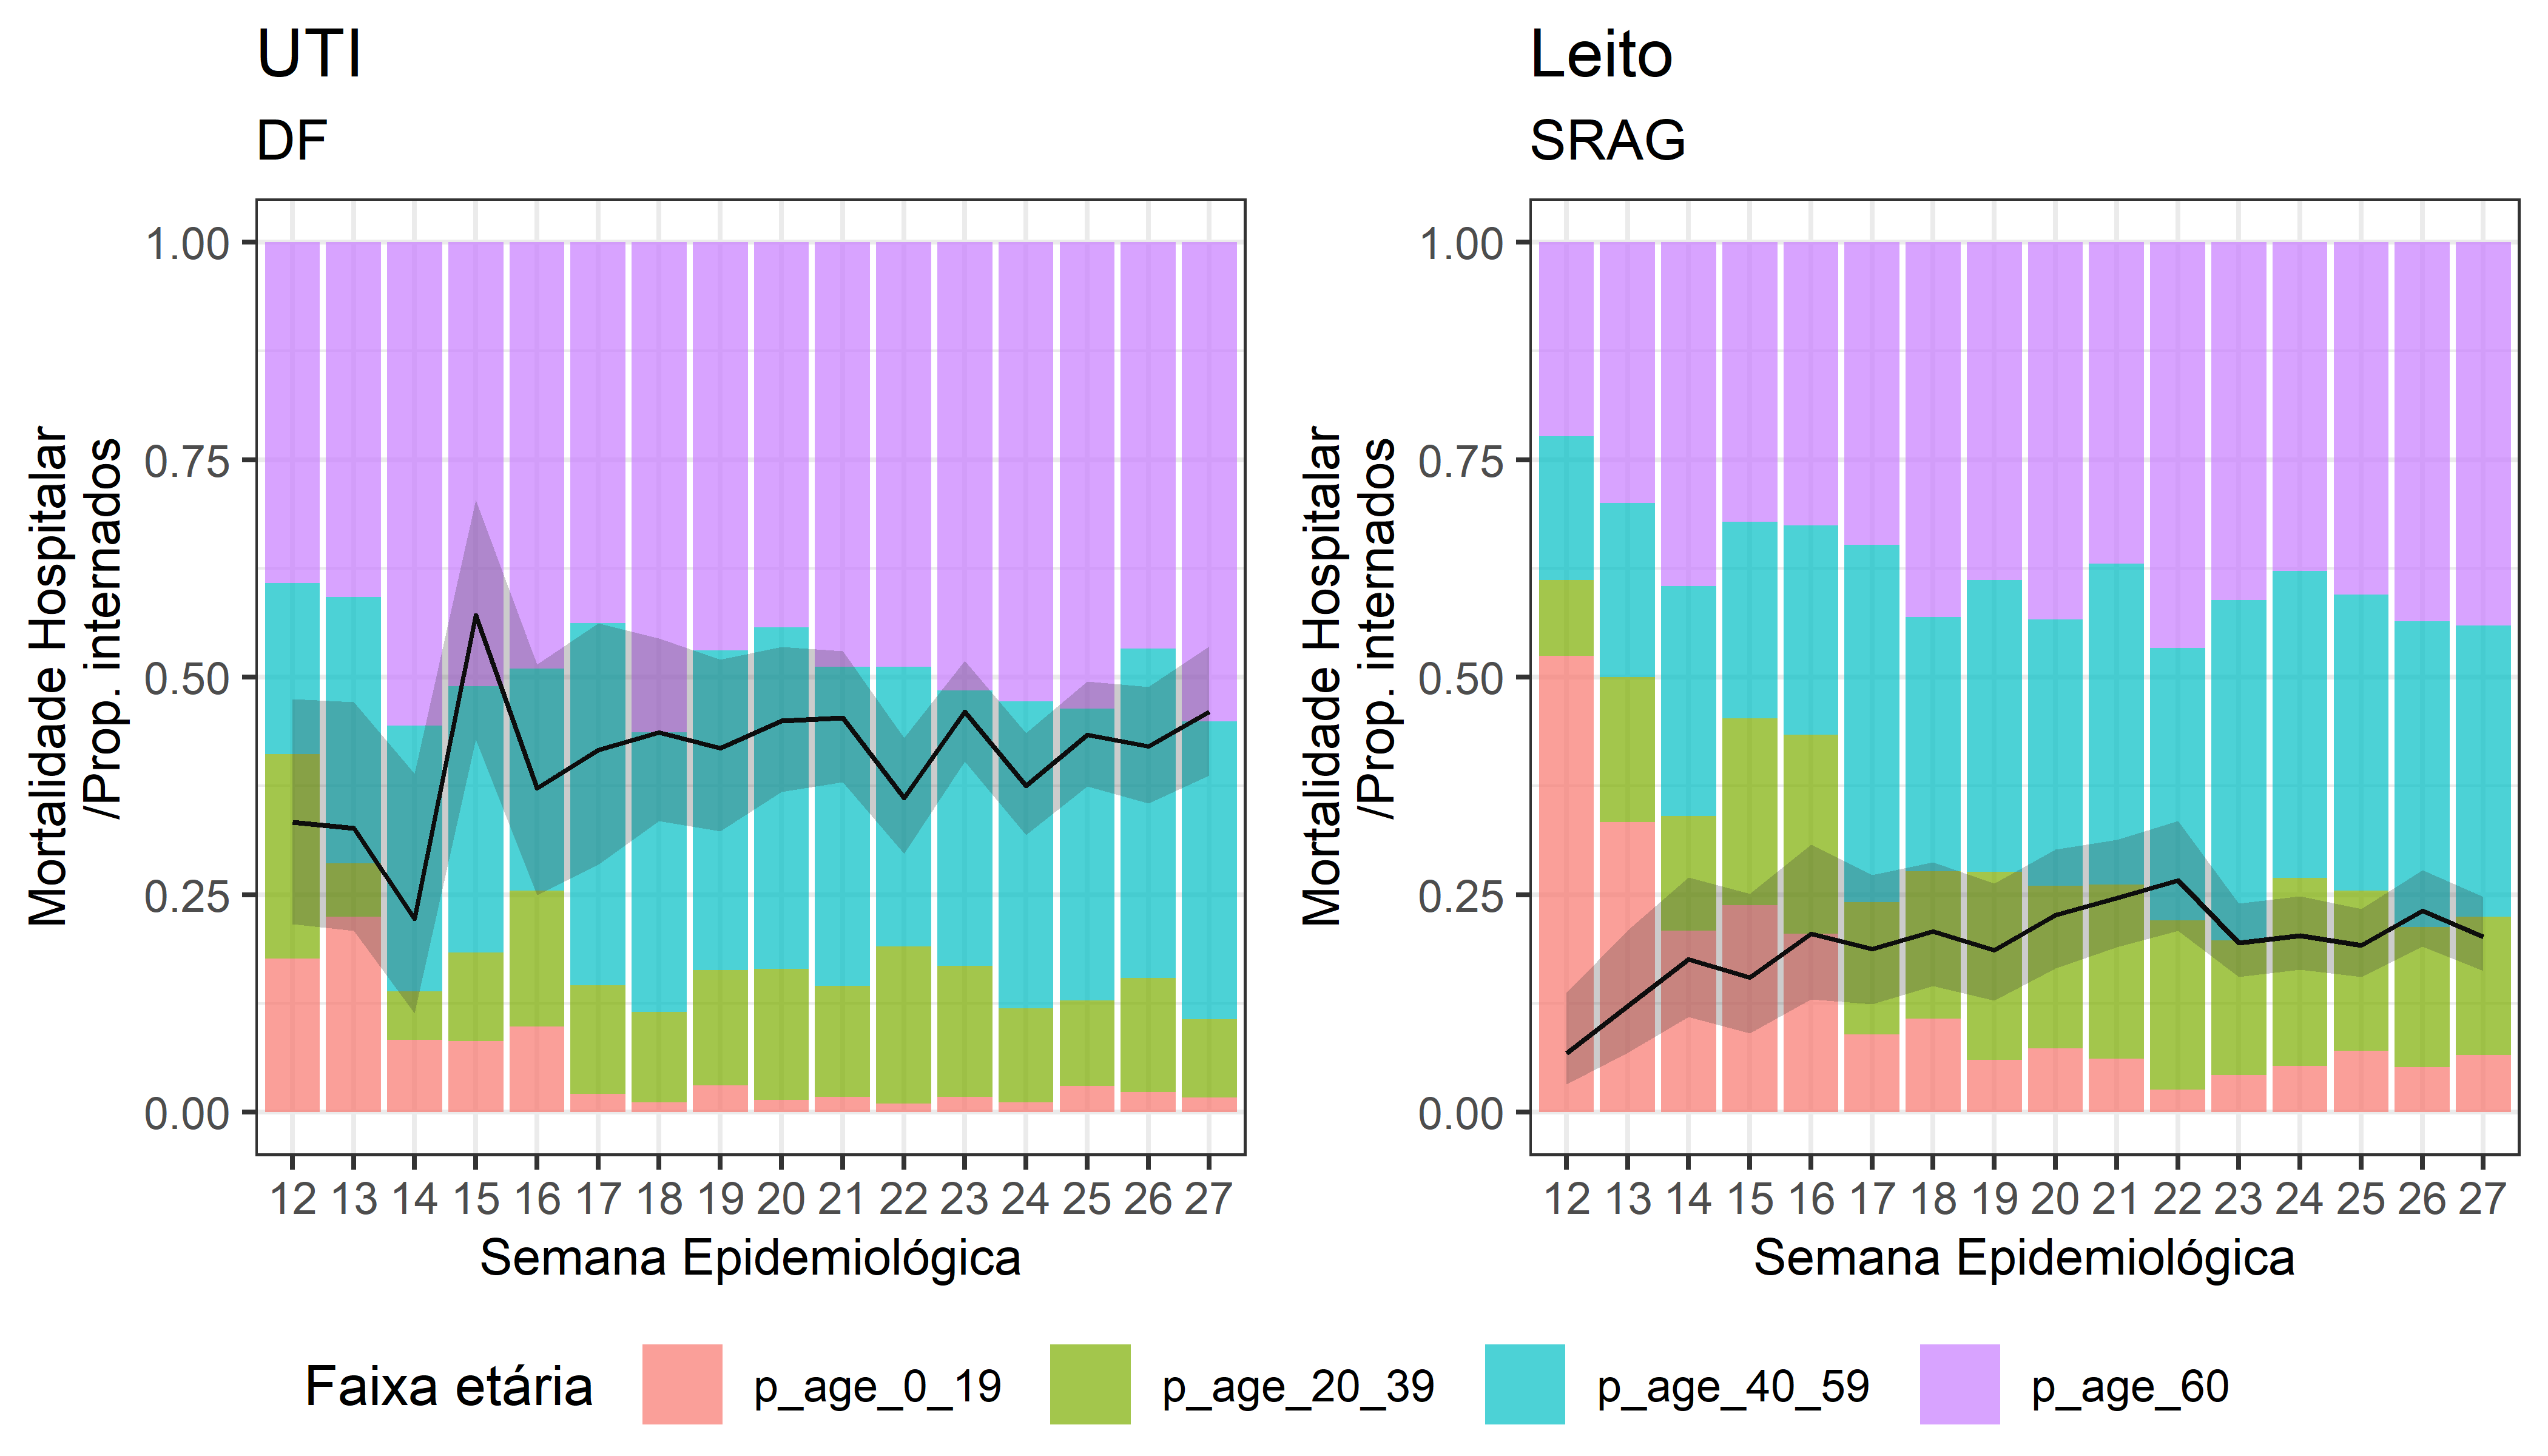 UTI
DF
Mortalidade Hospitalar
/Prop. internados
1.00
0.75
0.50
0.25
0.00
12 13 14 15 16 17 18 19 20 21 22 23 24 25 26 27
Semana Epidemiológica
Leito
SRAG
Mortalidade Hospitalar
/Prop. internados
1.00
0.75
0.50
0.25
0.00
12 13 14 15 16 17 18 19 20 21 22 23 24 25 26 27
Semana Epidemiológica
Faixa etária p_age_0_19 p_age_20_39 p_age_40_59 p_age_60